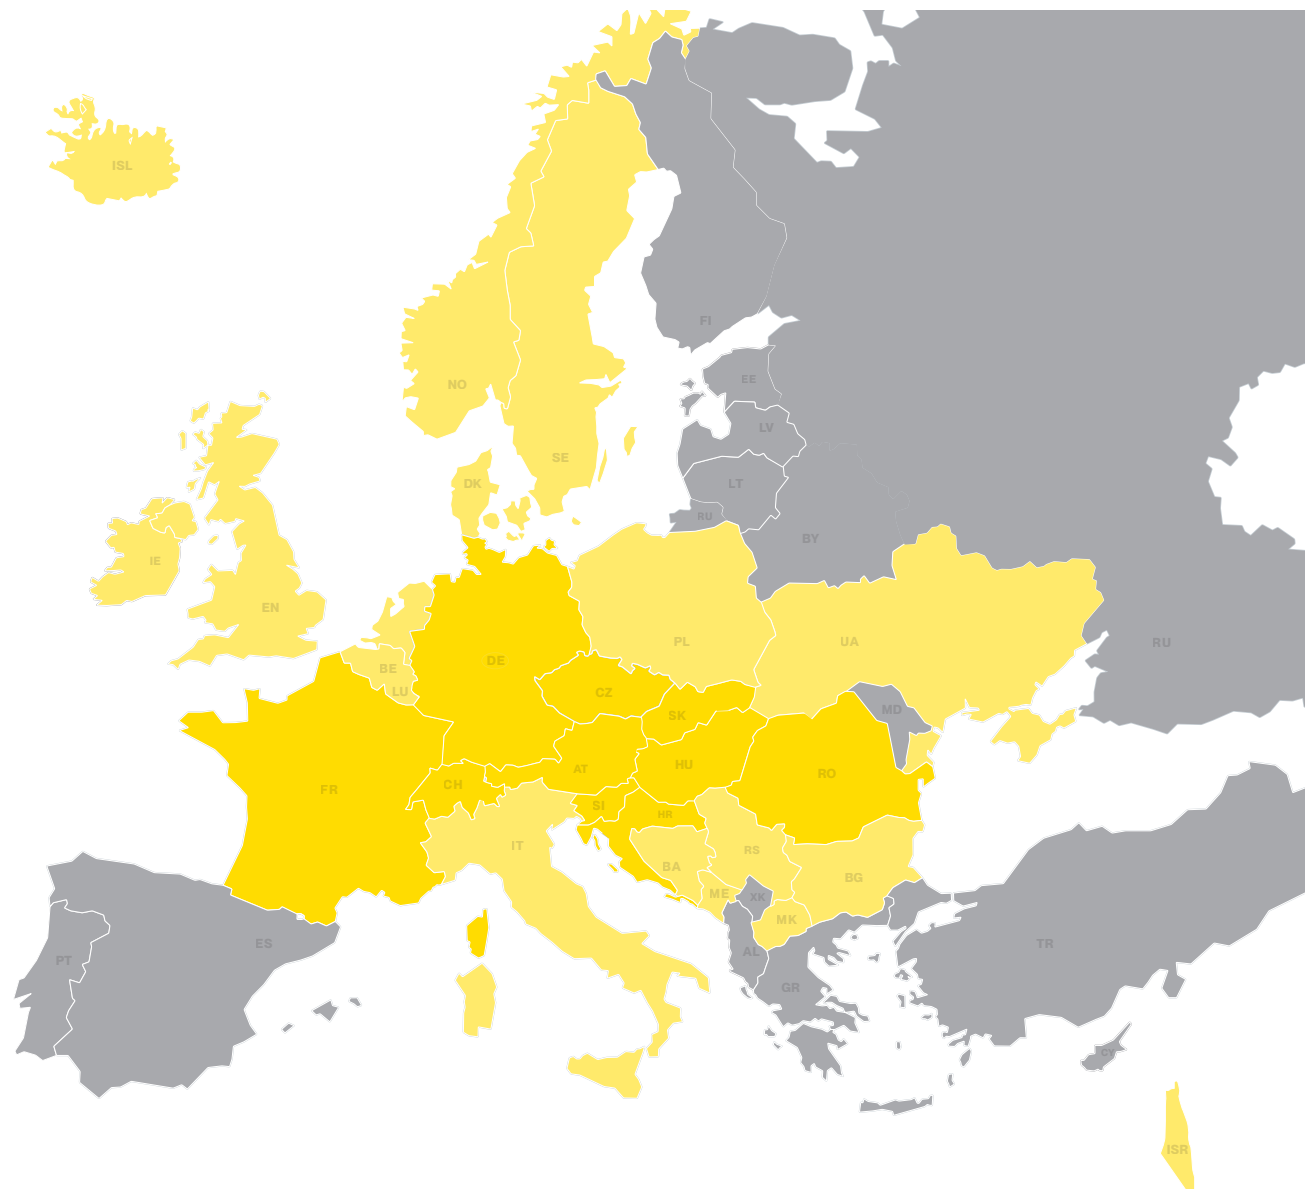 ISL
FI
EE
NO
LV
SE
DK
LT
RU
BY
IE
EN
PL
UA
RU
DE
BE
LU
CZ
MD
SK
AT
HU
RO
CH
FR
SI
HR
IT
RS
BA
BG
ME
XK
MK
ES
TR
AL
PT
GR
CY
ISR